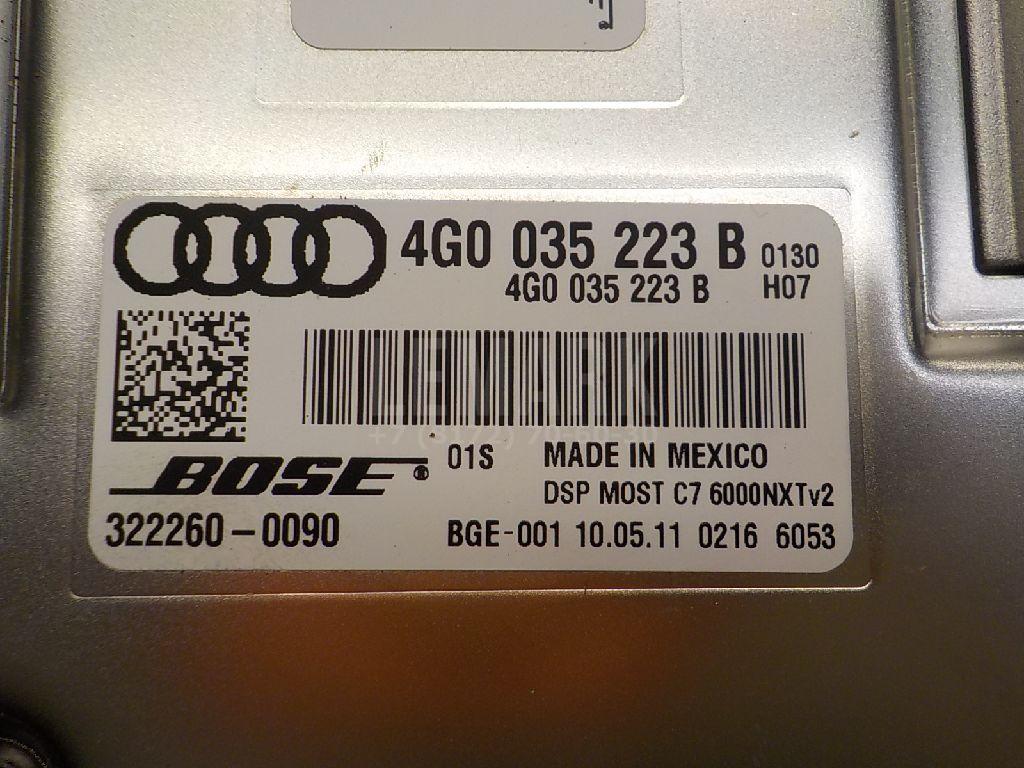 4G0 035 223 B 0130
4G0 035 223 B H07
LEMARK
BOSE® 01S MADE IN MEXICO
DSP MOST C7 6000NXTv2
322260-0090 BGE-001 10.05.11 0216 6053